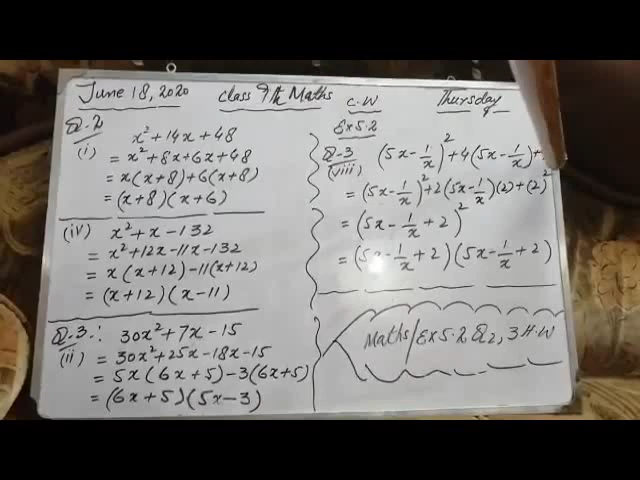 June 18, 2020 Class 9th Maths C.W Thursday
Ex 5.2
Q.2
x² + 14x + 48
(i) = x² + 8x + 6x + 48
= x(x+8) + 6(x+8)
= (x+8)(x+6)
(iv) x² + x - 132
= x² + 12x - 11x - 132
= x(x+12) - 11(x+12)
= (x+12)(x-11)
Q.3:
30x² + 7x - 15
(ii) = 30x² + 25x - 18x - 15
= 5x(6x+5) - 3(6x+5)
= (6x+5)(5x-3)
Q-3
(viii) (5x - 1/x)² + 4(5x - 1/x) +
= (5x - 1/x)² + 2(5x - 1/x)(2) + (2)²
= (5x - 1/x + 2)²
= (5x - 1/x + 2)(5x - 1/x + 2)
Maths/Ex 5.2 Q2, 3 H.W